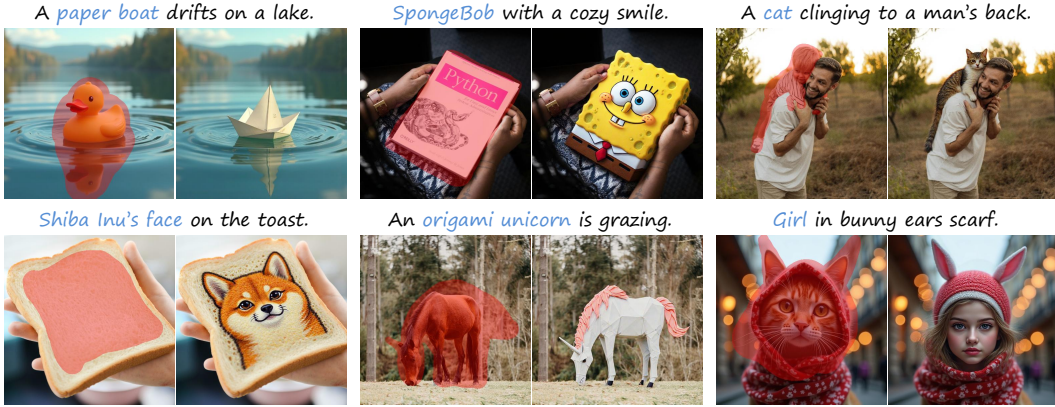 A paper boat drifts on a lake.
SpongeBob with a cozy smile.
A cat clinging to a man's back.
Python
Shiba Inu's face on the toast.
An origami unicorn is grazing.
Girl in bunny ears scarf.